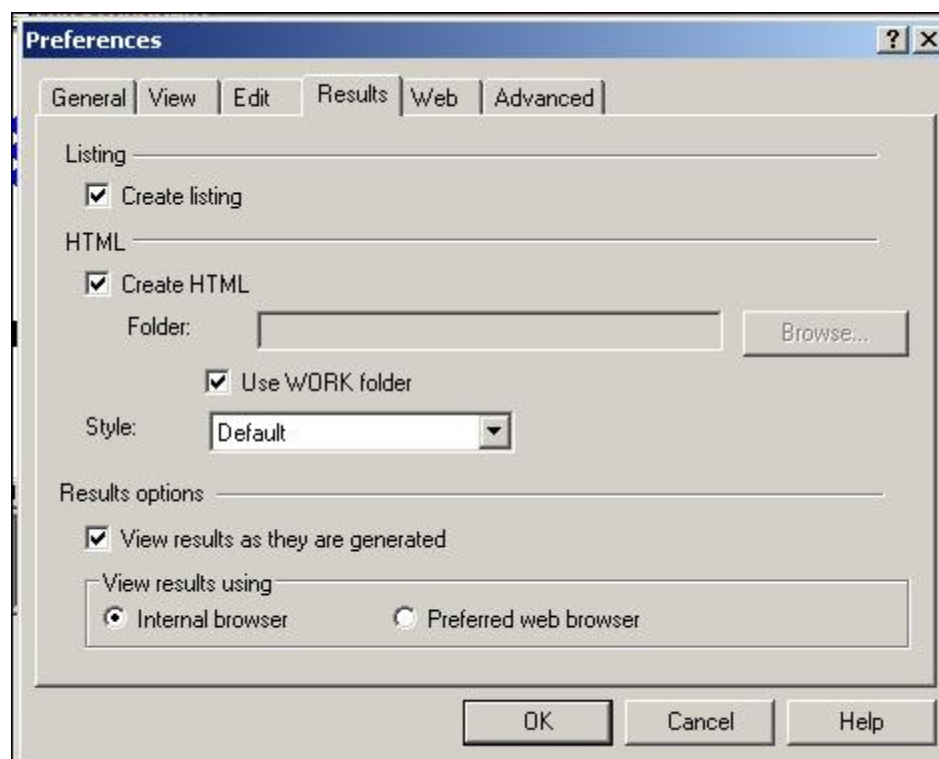 Preferences
General View Edit Results Web Advanced
Listing
Create listing
HTML
Create HTML
Folder:
Browse...
Use WORK folder
Style:
Default
Results options
View results as they are generated
View results using
Internal browser Preferred web browser
OK Cancel Help